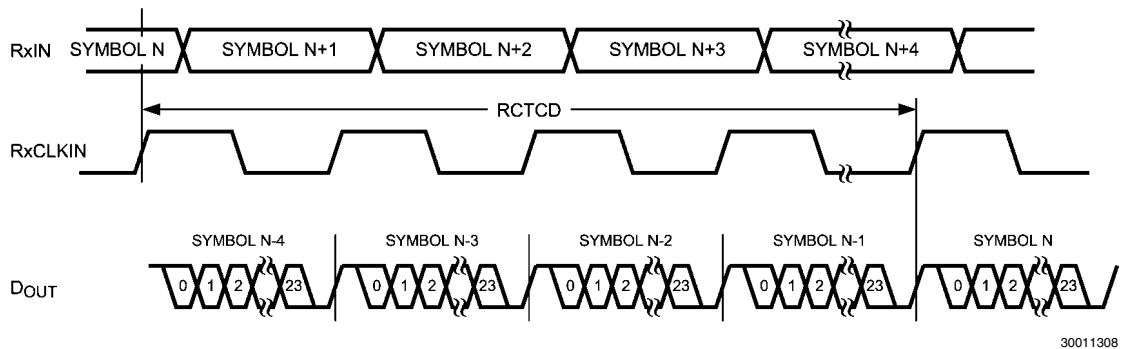 RxIN SYMBOL N SYMBOL N+1 SYMBOL N+2 SYMBOL N+3 SYMBOL N+4
RCTCD
RxCLKIN
SYMBOL N-4 SYMBOL N-3 SYMBOL N-2 SYMBOL N-1 SYMBOL N
DOUT 0 1 2 23 0 1 2 23 0 1 2 23 0 1 2 23 0 1 2 23
30011308